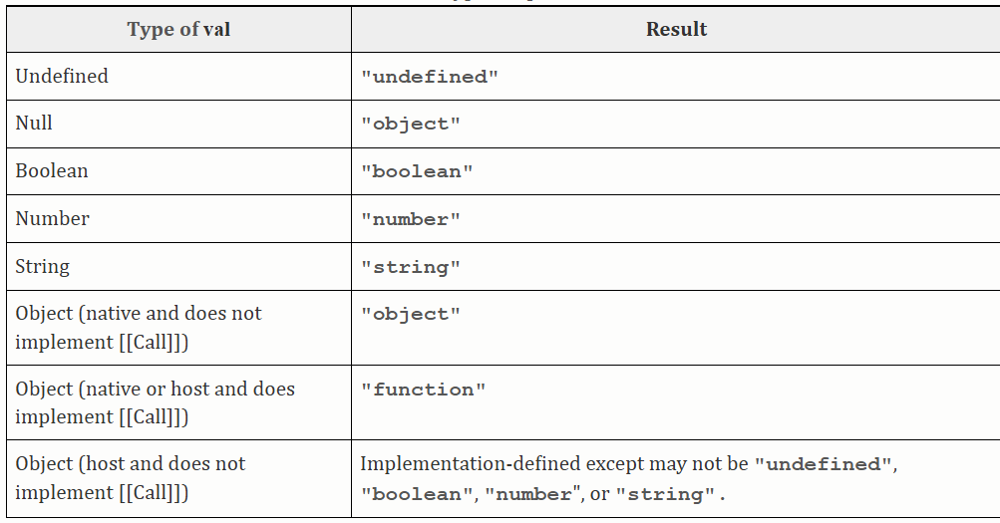 Type of val Result
Undefined "undefined"
Null "object"
Boolean "boolean"
Number "number"
String "string"
Object (native and does not "object"
implement [[Call]])
Object (native or host and does "function"
implement [[Call]])
Object (host and does not Implementation-defined except may not be "undefined",
implement [[Call]]) "boolean", "number", or "string".